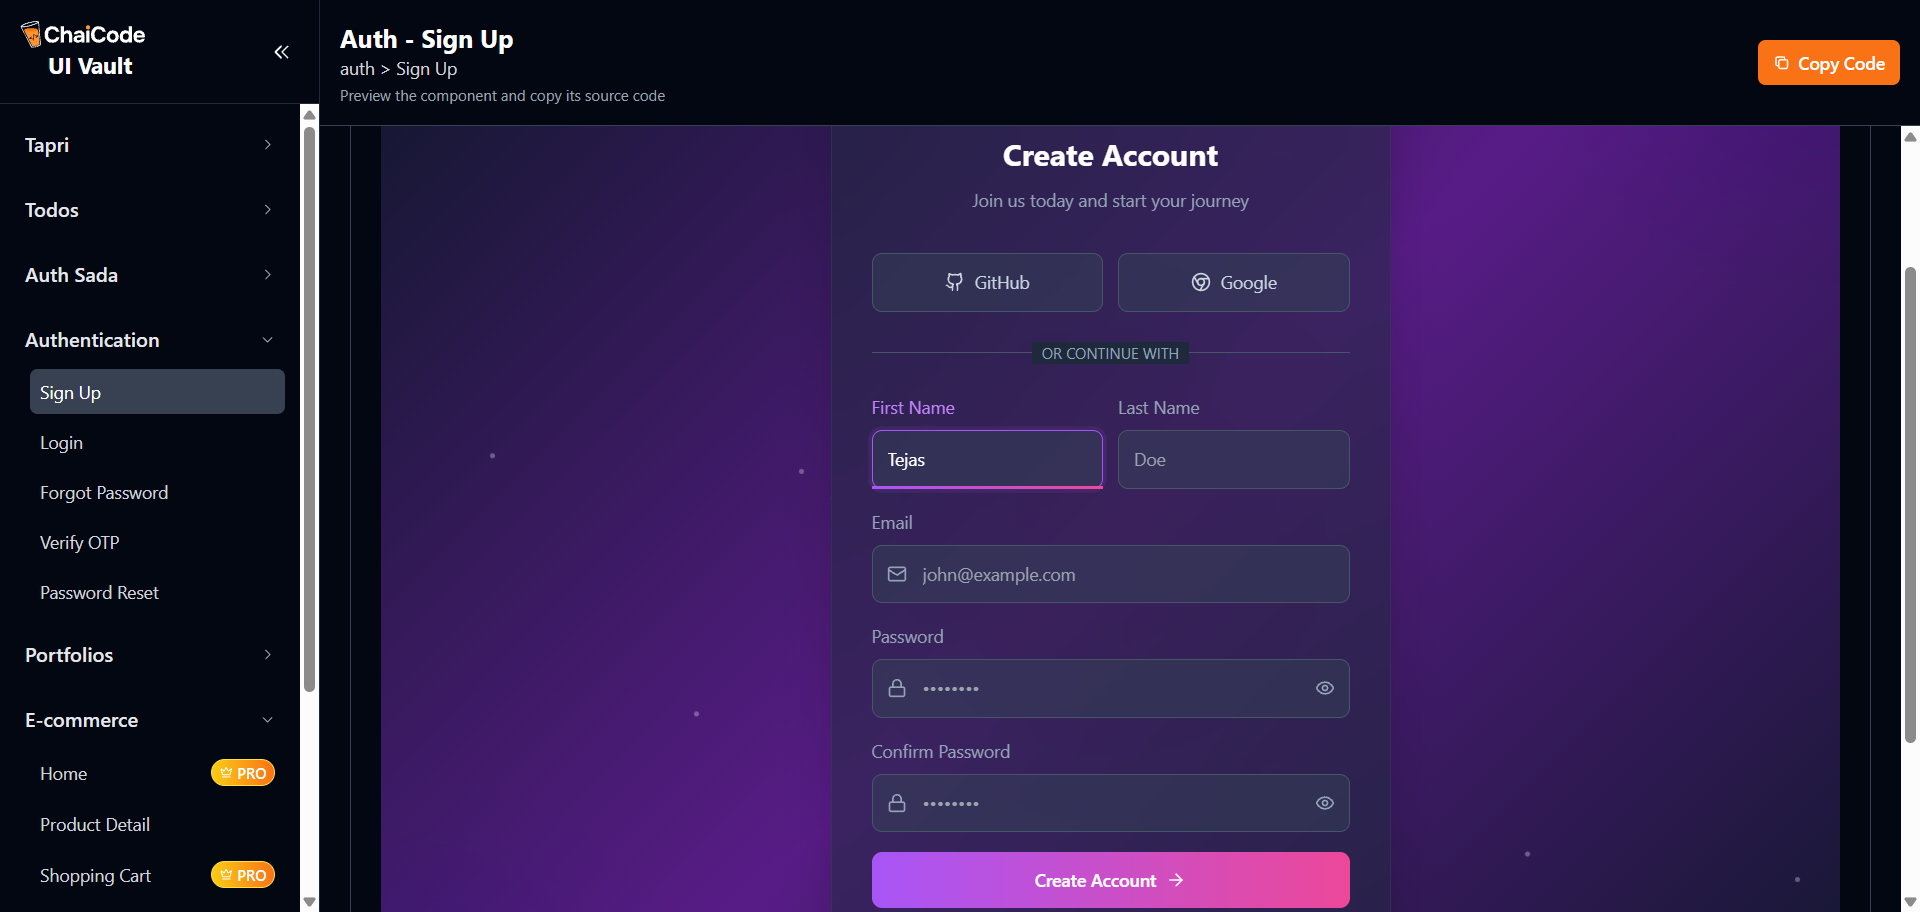 ChaiCode
UI Vault
Tapri
Todos
Auth Sada
Authentication
Sign Up
Login
Forgot Password
Verify OTP
Password Reset
Portfolios
E-commerce
Home
PRO
Product Detail
Shopping Cart
PRO
Auth - Sign Up
auth > Sign Up
Preview the component and copy its source code
Copy Code
Create Account
Join us today and start your journey
GitHub
Google
OR CONTINUE WITH
First Name
Last Name
Tejas
Doe
Email
john@example.com
Password
••••••••
Confirm Password
••••••••
Create Account